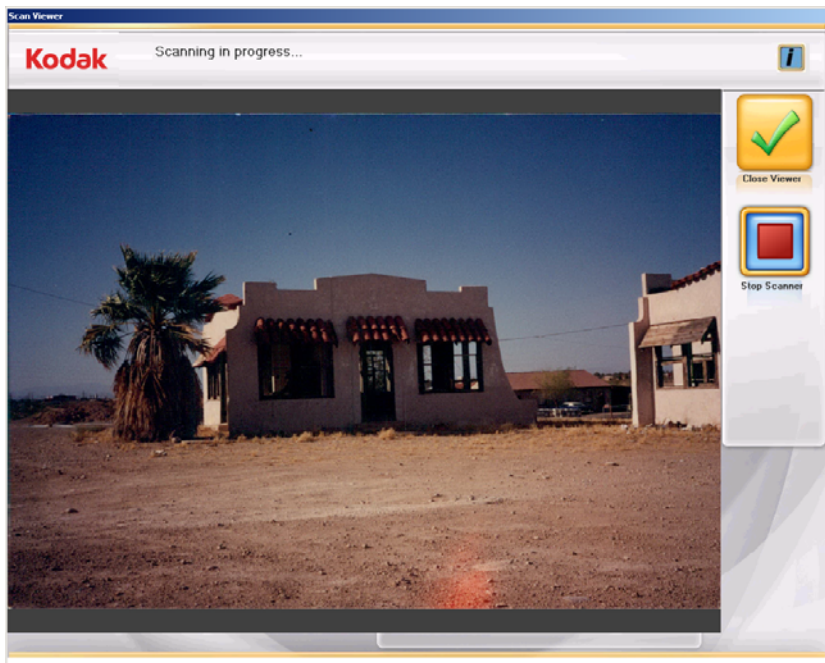 Scan Viewer
Kodak
Scanning in progress...
i
Close Viewer
Stop Scanner